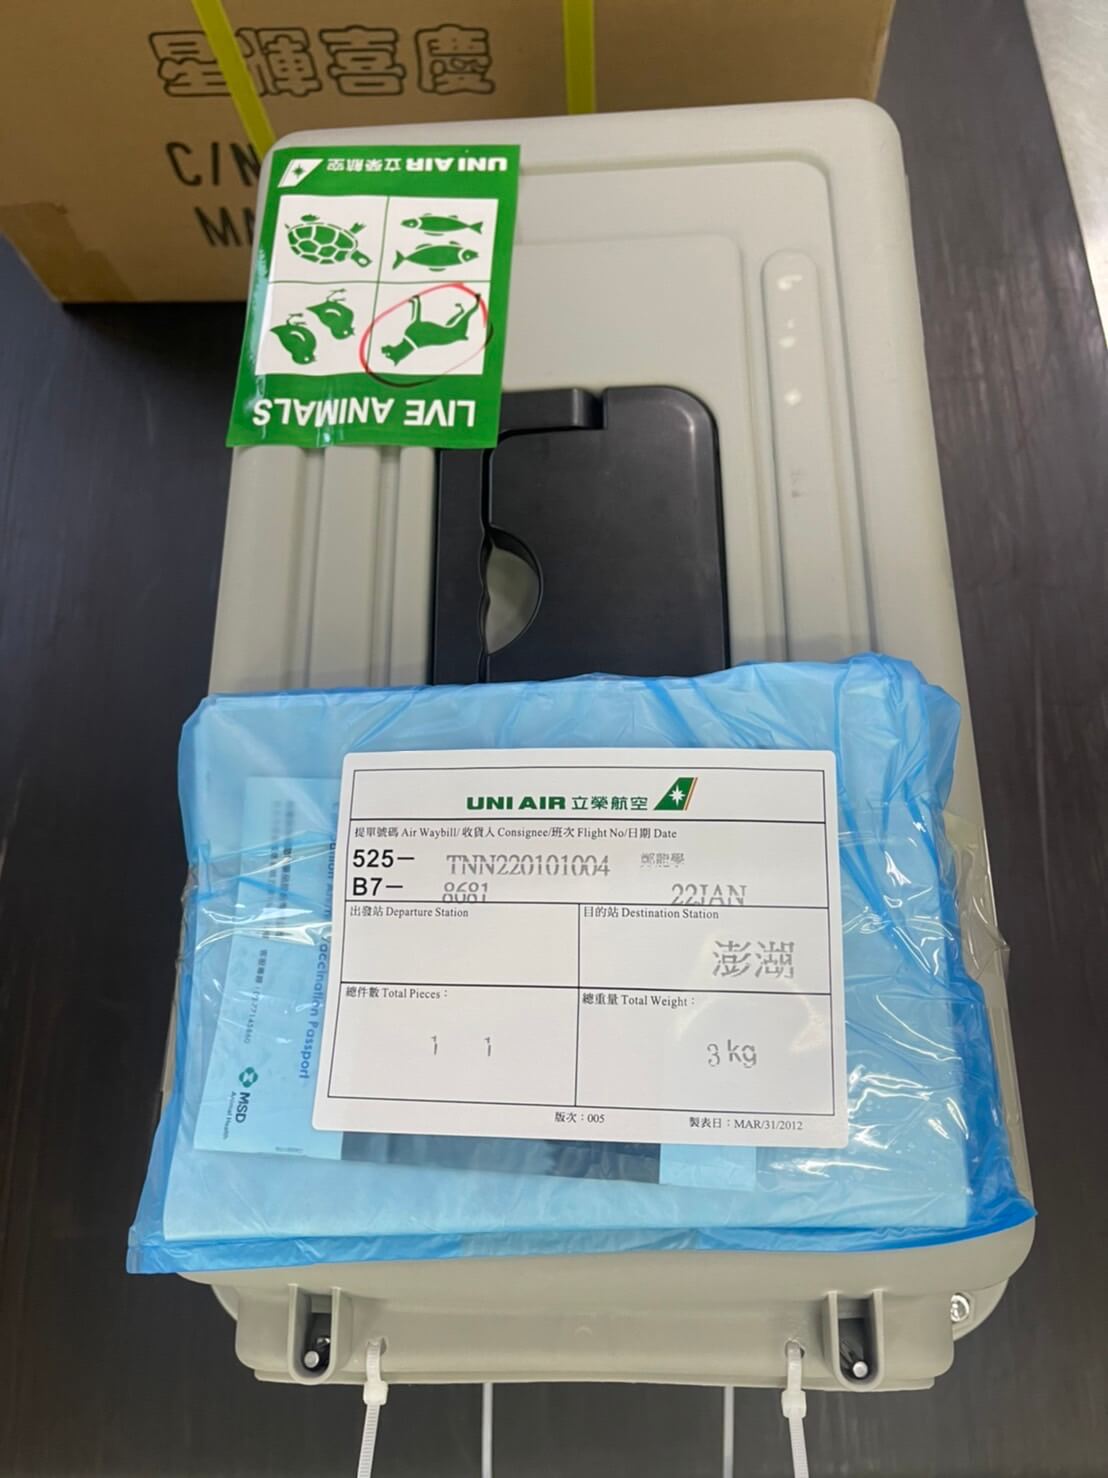 星輝喜慶
C/N
UNI AIR 立榮航空
LIVE ANIMALS
UNI AIR 立榮航空
提單號碼 Air Waybill/ 收貨人 Consignee/班次 Flight No/日期 Date
525- TNN220101004
B7- 8681 22JAN
出發站 Departure Station 目的站 Destination Station
澎湖
總件數 Total Pieces： 總重量 Total Weight：
1 1 3 kg
版次：005 製表日：MAR/31/2012
Vaccination Passport
MSD
Animal Health